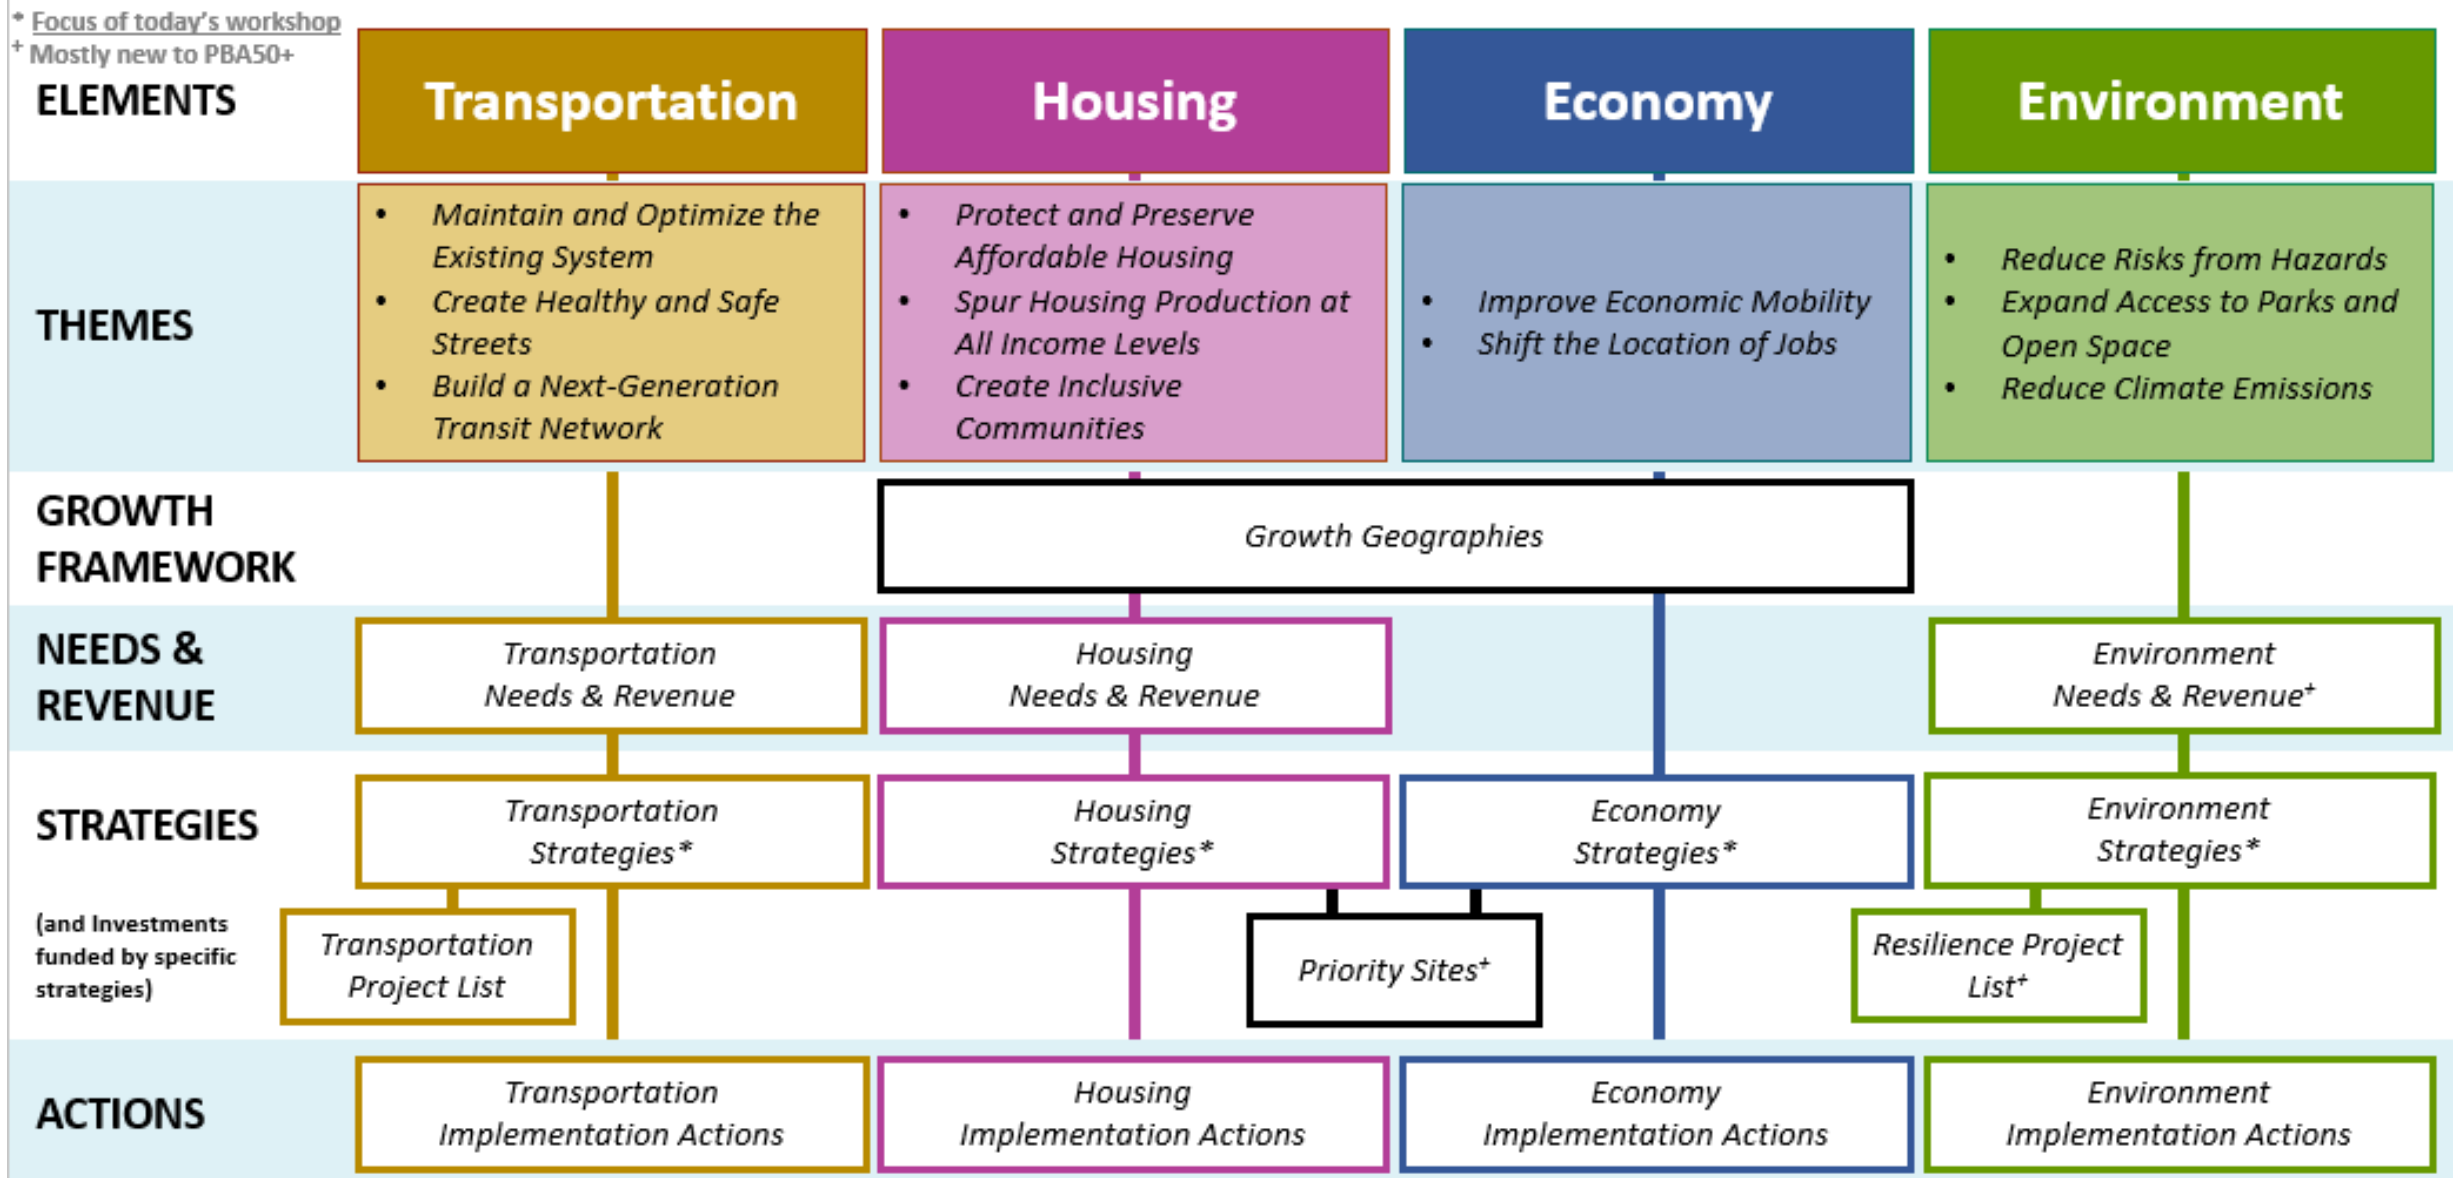 * Focus of today's workshop
+ Mostly new to PBA50+
ELEMENTS
Transportation
Housing
Economy
Environment
THEMES
• Maintain and Optimize the
Existing System
• Create Healthy and Safe
Streets
• Build a Next-Generation
Transit Network
• Protect and Preserve
Affordable Housing
• Spur Housing Production at
All Income Levels
• Create Inclusive
Communities
• Improve Economic Mobility
• Shift the Location of Jobs
• Reduce Risks from Hazards
• Expand Access to Parks and
Open Space
• Reduce Climate Emissions
GROWTH
FRAMEWORK
Growth Geographies
NEEDS &
REVENUE
Transportation
Needs & Revenue
Housing
Needs & Revenue
Environment
Needs & Revenue+
STRATEGIES
Transportation
Strategies*
Housing
Strategies*
Economy
Strategies*
Environment
Strategies*
(and Investments
funded by specific
strategies)
Transportation
Project List
Priority Sites+
Resilience Project
List+
ACTIONS
Transportation
Implementation Actions
Housing
Implementation Actions
Economy
Implementation Actions
Environment
Implementation Actions